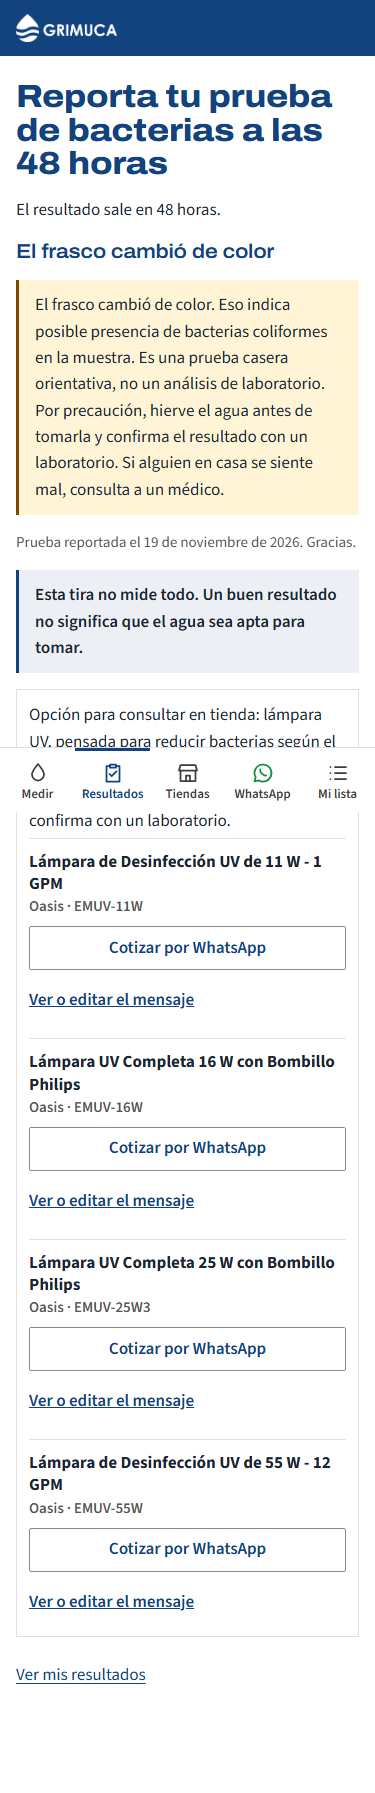 GRIMUCA
Reporta tu prueba
de bacterias a las
48 horas
El resultado sale en 48 horas.
El frasco cambió de color
El frasco cambió de color. Eso indica
posible presencia de bacterias coliformes
en la muestra. Es una prueba casera
orientativa, no un análisis de laboratorio.
Por precaución, hierve el agua antes de
tomarla y confirma el resultado con un
laboratorio. Si alguien en casa se siente
mal, consulta a un médico.
Prueba reportada el 19 de noviembre de 2026. Gracias.
Esta tira no mide todo. Un buen resultado
no significa que el agua sea apta para
tomar.
Opción para consultar en tienda: lámpara
UV, pensada para reducir bacterias según el
Medir
Resultados
Tiendas
WhatsApp
Mi lista
confirma con un laboratorio.
Lámpara de Desinfección UV de 11 W - 1
GPM
Oasis · EMUV-11W
Cotizar por WhatsApp
Ver o editar el mensaje
Lámpara UV Completa 16 W con Bombillo
Philips
Oasis · EMUV-16W
Cotizar por WhatsApp
Ver o editar el mensaje
Lámpara UV Completa 25 W con Bombillo
Philips
Oasis · EMUV-25W3
Cotizar por WhatsApp
Ver o editar el mensaje
Lámpara de Desinfección UV de 55 W - 12
GPM
Oasis · EMUV-55W
Cotizar por WhatsApp
Ver o editar el mensaje
Ver mis resultados